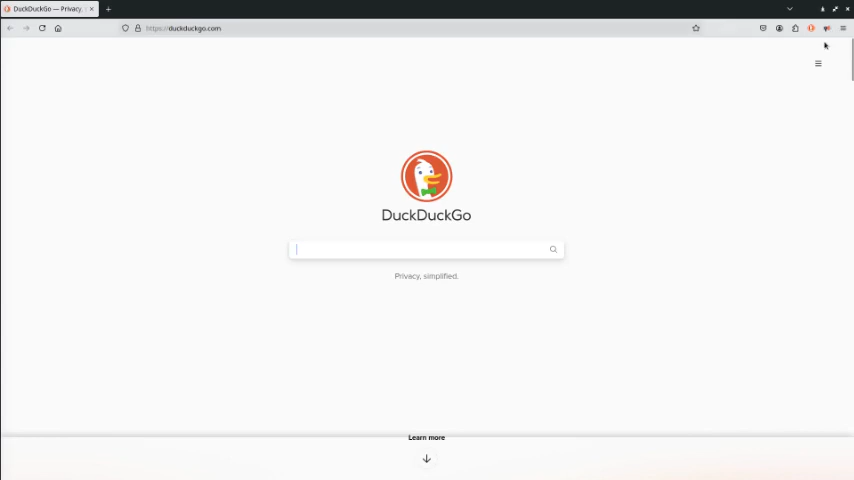 DuckDuckGo — Privacy,
https://duckduckgo.com
DuckDuckGo
Privacy, simplified.
Learn more